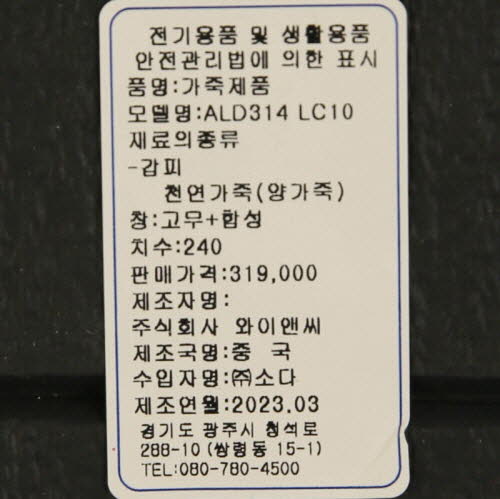 전기용품 및 생활용품
안전관리법에 의한 표시
품명:가죽제품
모델명:ALD314 LC10
재료의종류
-갑피
천연가죽(양가죽)
창:고무+합성
치수:240
판매가격:319,000
제조자명:
주식회사 와이앤씨
제조국명:중 국
수입자명:㈜소다
제조연월:2023.03
경기도 광주시 청석로
288-10 (쌍령동 15-1)
TEL:080-780-4500